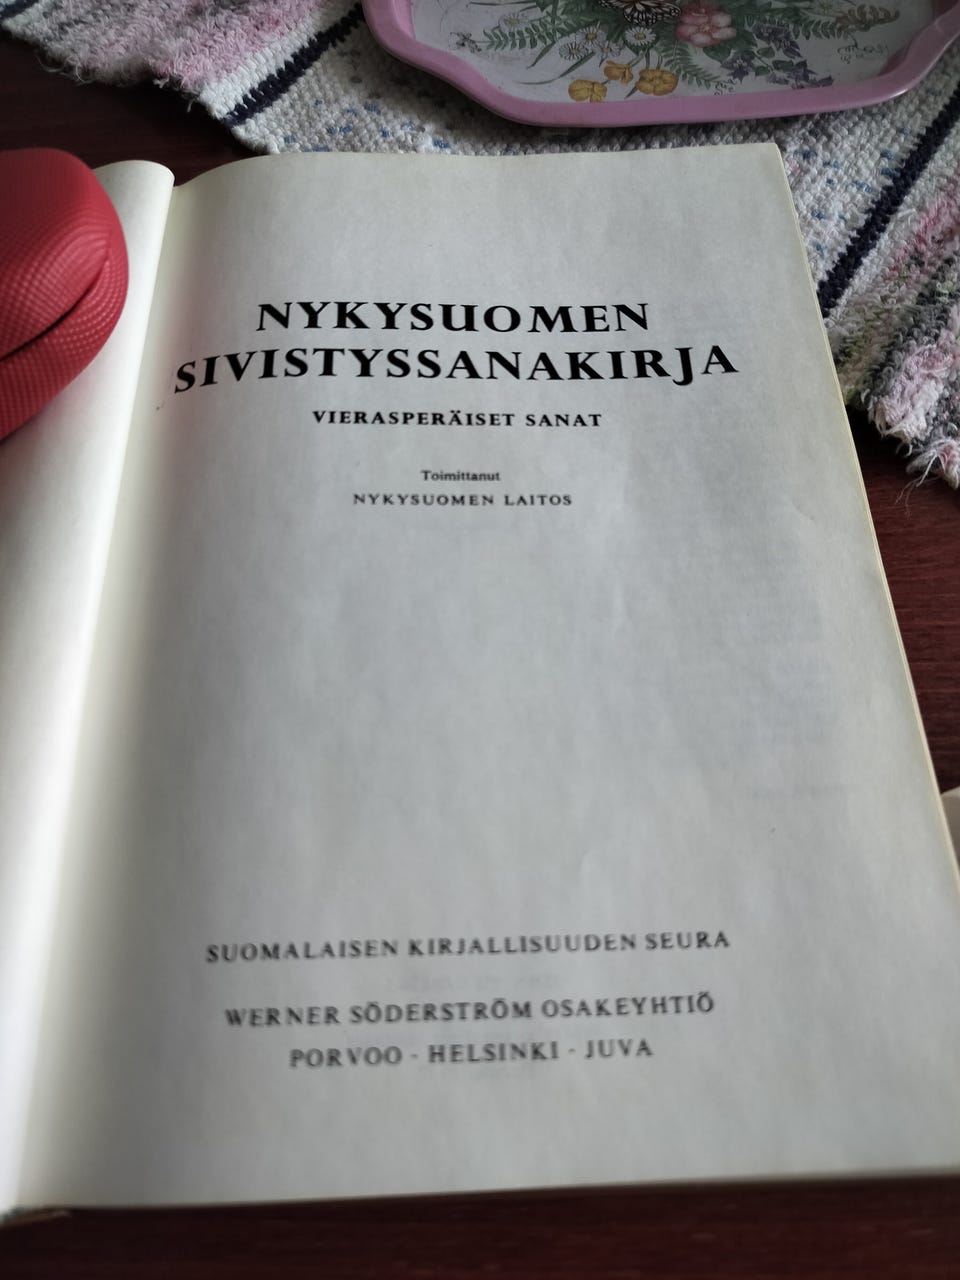 NYKYSUOMEN
SIVISTYSSANAKIRJA
VIERASPERÄISET SANAT
Toimittanut
NYKYSUOMEN LAITOS
SUOMALAISEN KIRJALLISUUDEN SEURA
WERNER SÖDERSTRÖM OSAKEYHTIÖ
PORVOO - HELSINKI - JUVA